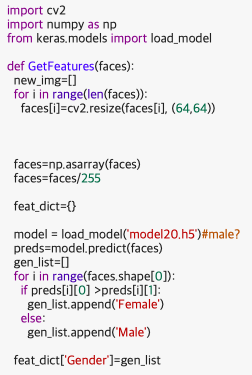 import cv2
import numpy as np
from keras.models import load_model
def GetFeatures(faces):
new_img=[]
for i in range(len(faces)):
faces[i]=cv2.resize(faces[i], (64,64))
faces=np.asarray(faces)
faces=faces/255
feat_dict={}
model = load_model('model20.h5')#male?
preds=model.predict(faces)
gen_list=[]
for i in range(faces.shape[0]):
if preds[i][0] >preds[i][1]:
gen_list.append('Female')
else:
gen_list.append('Male')
feat_dict['Gender']=gen_list